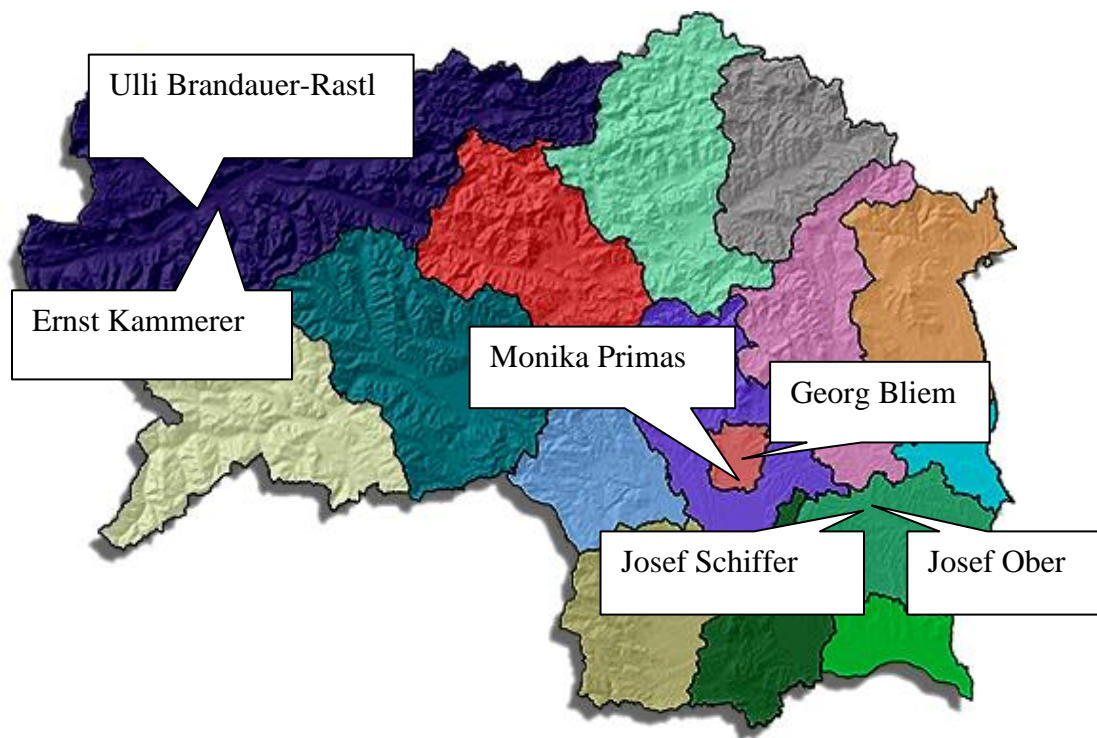 Ulli Brandauer-Rastl
Ernst Kammerer
Monika Primas
Georg Bliem
Josef Schiffer
Josef Ober